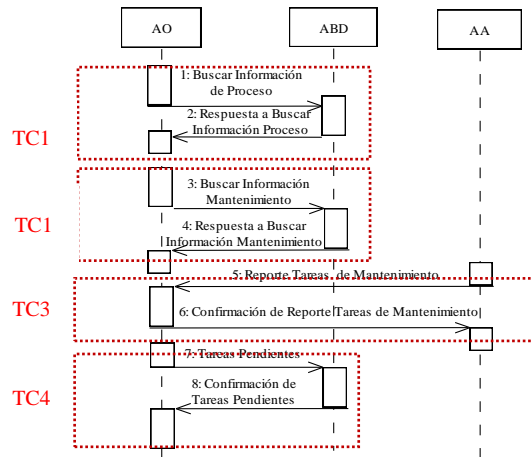 AO
ABD
AA
1: Buscar Información
de Proceso
2: Respuesta a Buscar
Información Proceso
TC1
3: Buscar Información
Mantenimiento
TC1
4: Respuesta a Buscar
Información Mantenimiento
5: Reporte Tareas de Mantenimiento
TC3
6: Confirmación de Reporte Tareas de Mantenimiento
7: Tareas Pendientes
8: Confirmación de
Tareas Pendientes
TC4